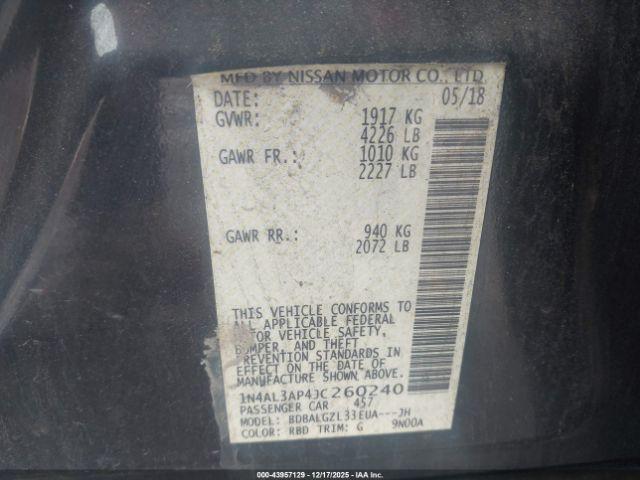 MFD BY NISSAN MOTOR CO., LTD
DATE: 05/18
GVWR: 1917 KG
4226 LB
GAWR FR.: 1010 KG
2227 LB
GAWR RR.: 940 KG
2072 LB
THIS VEHICLE CONFORMS TO
ALL APPLICABLE FEDERAL
MOTOR VEHICLE SAFETY,
BUMPER, AND THEFT
PREVENTION STANDARDS IN
EFFECT ON THE DATE OF
MANUFACTURE SHOWN ABOVE.
1N4AL3AP4JC260240
PASSENGER CAR 457
MODEL: BDBALGZL33EUA---JH
COLOR: RBD TRIM: G 9N00A
00-43957129 - 12/17/2025 - IAAI. COM